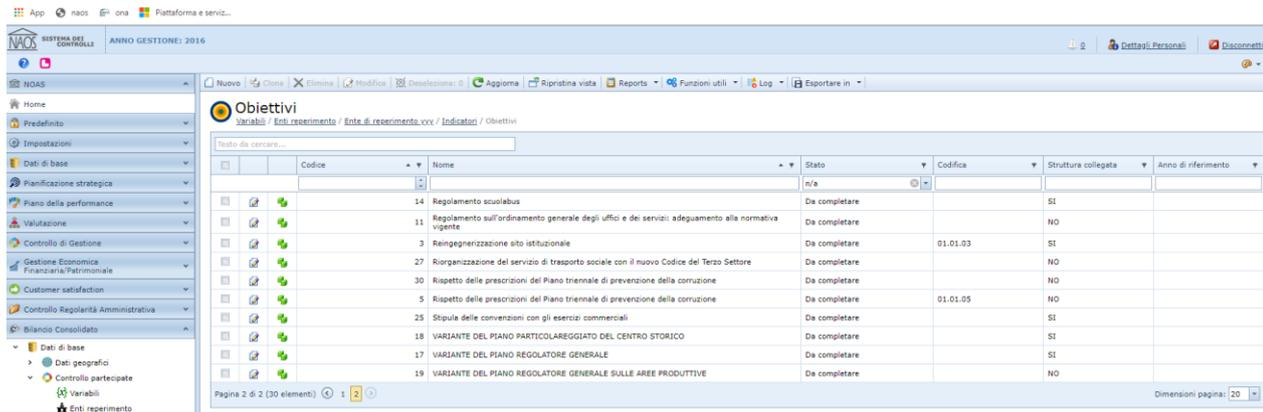 App naos ona Piattaforma e serviz...
NAOS SISTEMA DEI CONTROLLI ANNO GESTIONE: 2016 0 Dettagli Personali Disconnetti
NOAS
Nuovo Clona Elimina Modifica Deseleziona: 0 Aggiorna Ripristina vista Reports Funzioni utili Log Esportare in
Home
Predefinito
Impostazioni
Dati di base
Pianificazione strategica
Piano della performance
Valutazione
Controllo di Gestione
Gestione Economica
Finanziaria/Patrimoniale
Customer satisfaction
Controllo Regolarità Amministrativa
Bilancio Consolidato
Dati di base
Dati geografici
Controllo partecipate
Variabili
Enti reperimento
Obiettivi
Variabili / Enti reperimento / Ente di reperimento yyy / Indicatori / Obiettivi
Testo da cercare...
Codice Nome Stato Codifica Struttura collegata Anno di riferimento
n/a
14 Regolamento scuolabus Da completare SI
11 Regolamento sull'ordinamento generale degli uffici e dei servizi: adeguamento alla normativa vigente Da completare NO
3 Reingegnerizzazione sito istituzionale Da completare 01.01.03 SI
27 Riorganizzazione del servizio di trasporto sociale con il nuovo Codice del Terzo Settore Da completare NO
30 Rispetto delle prescrizioni del Piano triennale di prevenzione della corruzione Da completare NO
5 Rispetto delle prescrizioni del Piano triennale di prevenzione della corruzione Da completare 01.01.05 NO
25 Stipula delle convenzioni con gli esercizi commerciali Da completare SI
18 VARIANTE DEL PIANO PARTICOLAREGGIATO DEL CENTRO STORICO Da completare SI
17 VARIANTE DEL PIANO REGOLATORE GENERALE Da completare SI
19 VARIANTE DEL PIANO REGOLATORE GENERALE SULLE AREE PRODUTTIVE Da completare NO
Pagina 2 di 2 (30 elementi) 1 2 Dimensioni pagina: 20